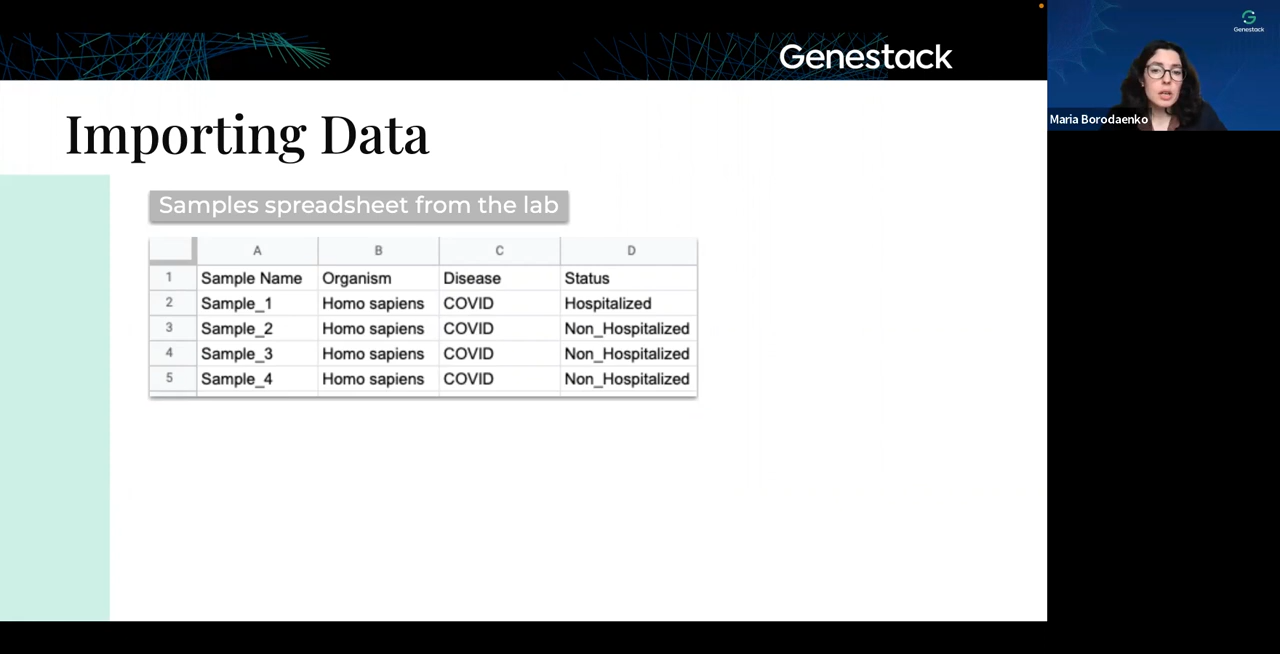 Genestack
Genestack
Maria Borodaenko
Importing Data
Samples spreadsheet from the lab
A B C D
1 Sample Name Organism Disease Status
2 Sample_1 Homo sapiens COVID Hospitalized
3 Sample_2 Homo sapiens COVID Non_Hospitalized
4 Sample_3 Homo sapiens COVID Non_Hospitalized
5 Sample_4 Homo sapiens COVID Non_Hospitalized